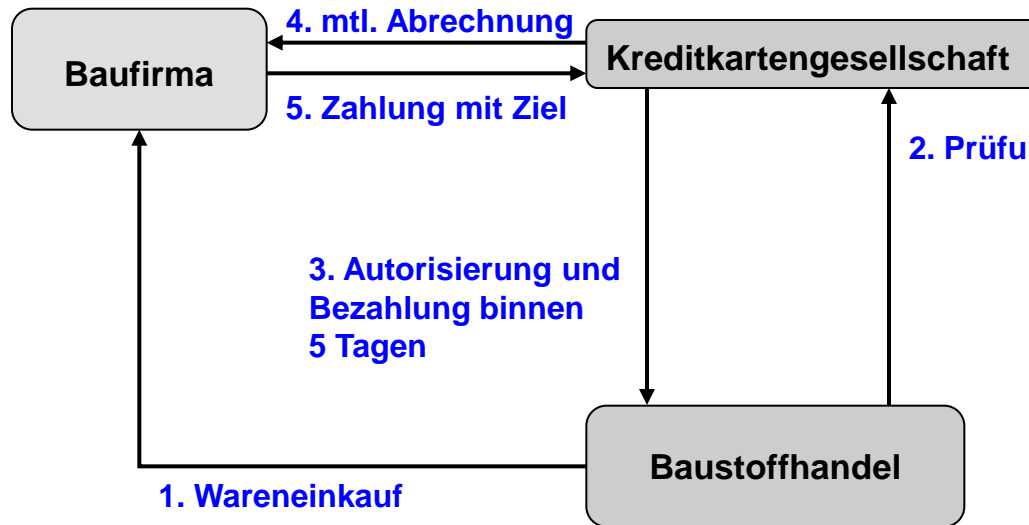 4. mtl. Abrechnung
Baufirma
Kreditkartengesellschaft
5. Zahlung mit Ziel
2. Prüfu
3. Autorisierung und
Bezahlung binnen
5 Tagen
Baustoffhandel
1. Wareneinkauf